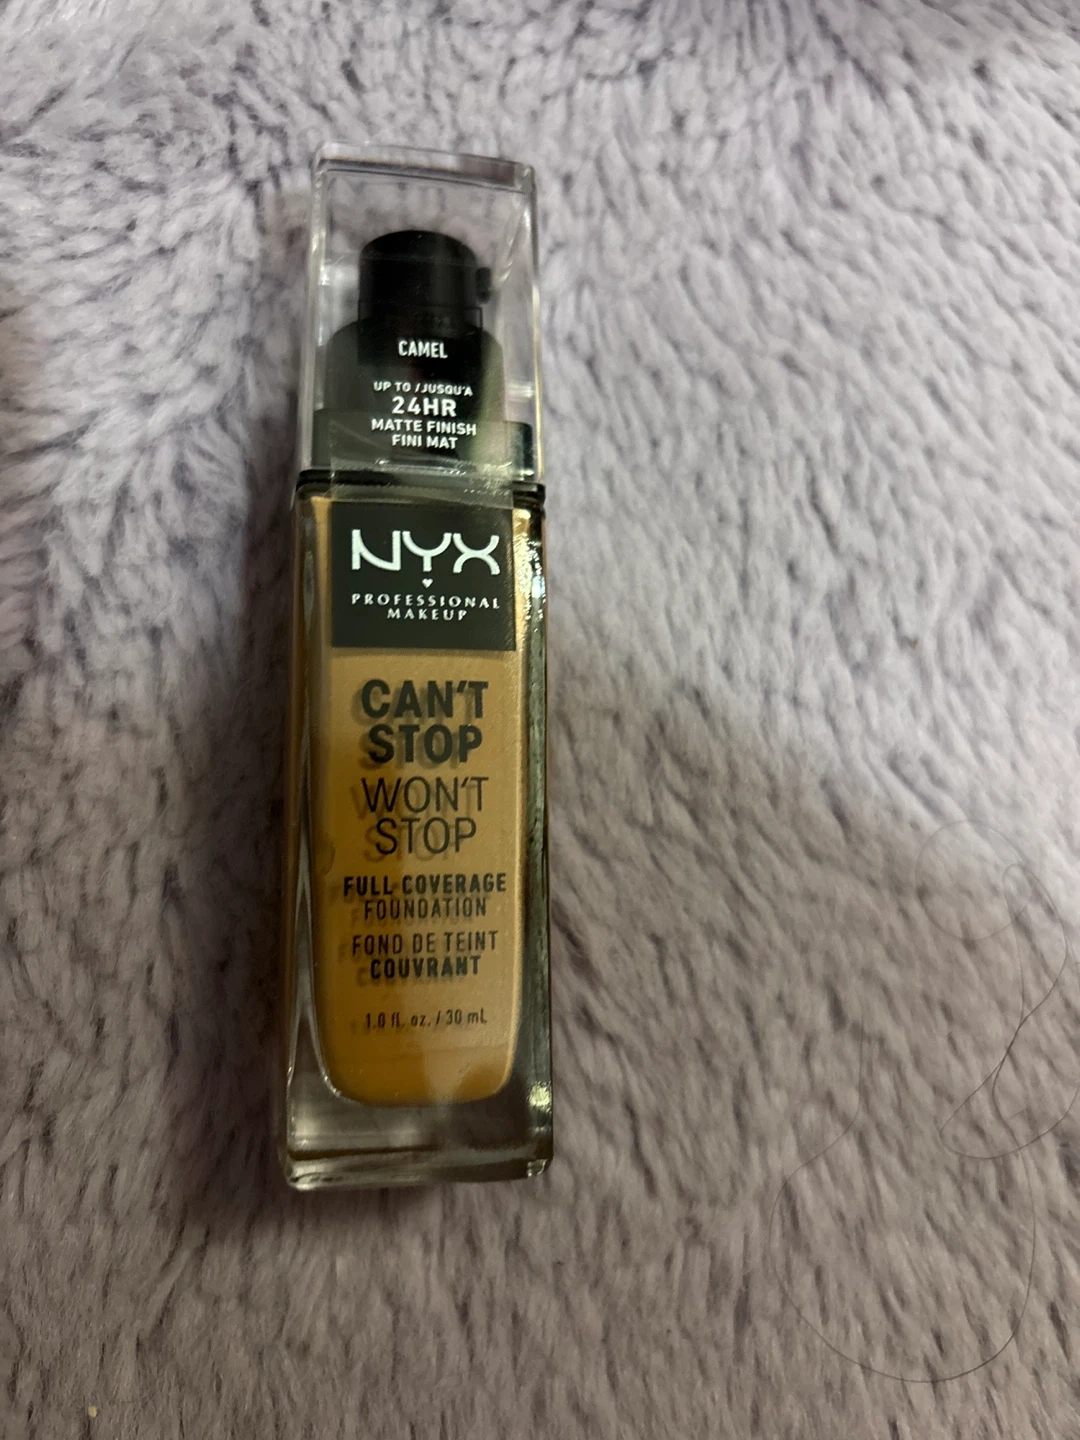 CAMEL
UP TO / JUSQU'A
24HR
MATTE FINISH
FINI MAT
NYX
PROFESSIONAL
MAKEUP
CAN'T
STOP
WON'T
STOP
FULL COVERAGE
FOUNDATION
FOND DE TEINT
COUVRANT
1.0 fl. oz. / 30 mL